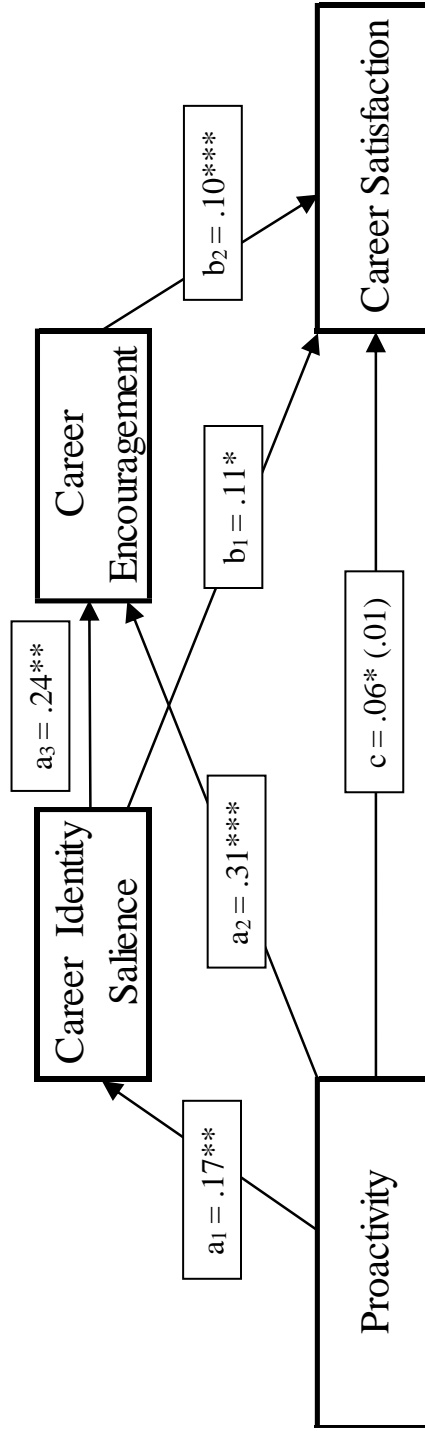 a3 = .24**
Career Identity
Salience
Career
Encouragement
a1 = .17**
a2 = .31***
b1 = .11*
b2 = .10***
Proactivity
c = .06* (.01)
Career Satisfaction